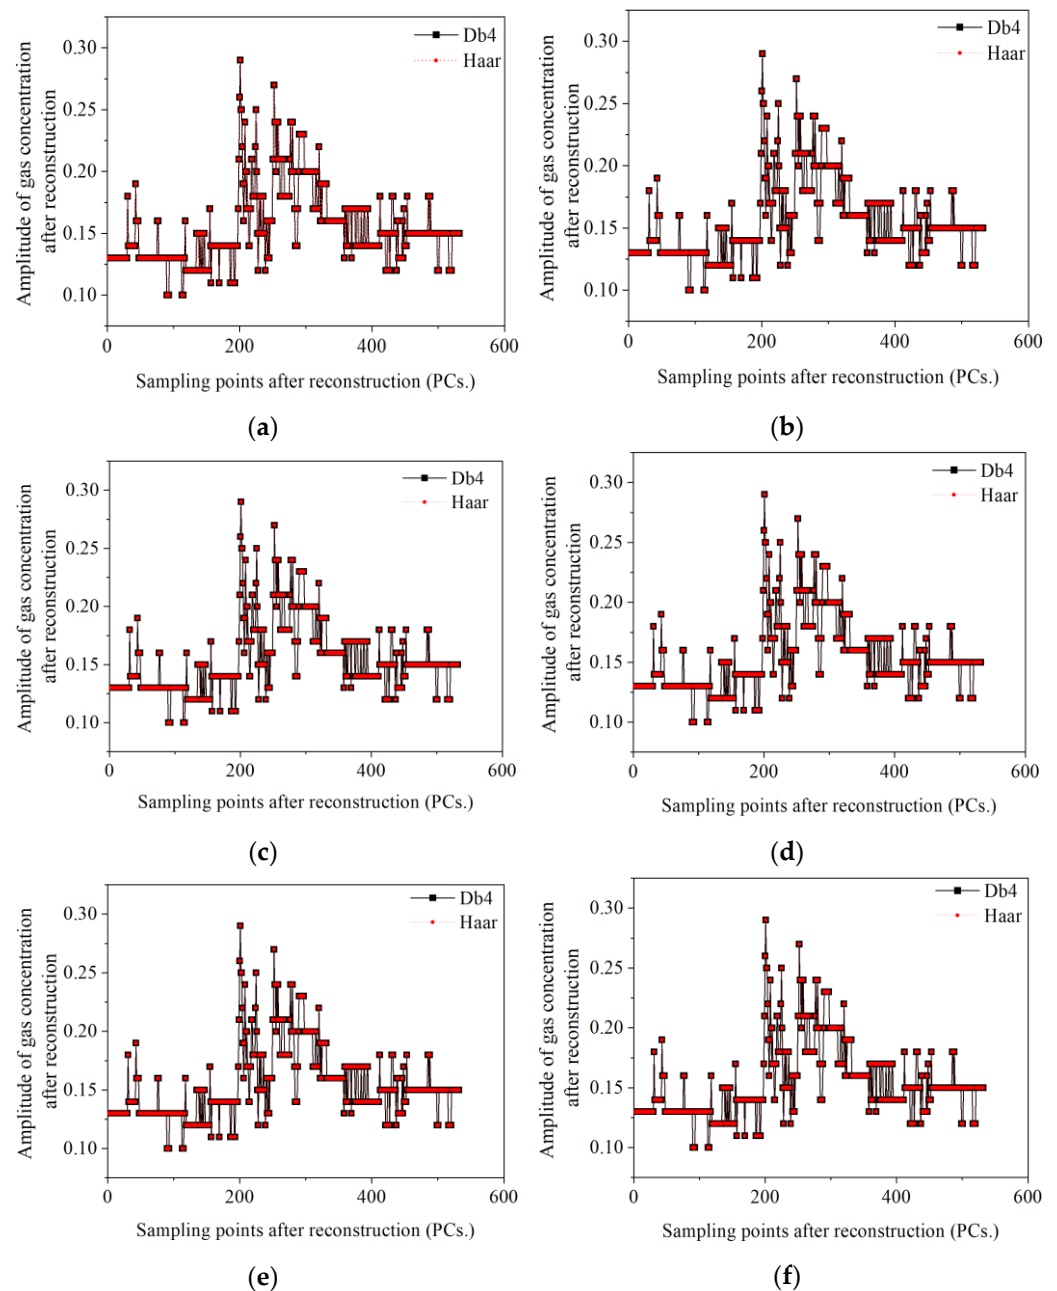 Db4
Haar
0.30
0.25
0.20
0.15
0.10
0
200
400
600
Amplitude of gas concentration
after reconstruction
Sampling points after reconstruction (PCs.)
(a)
Db4
Haar
0.30
0.25
0.20
0.15
0.10
0
200
400
600
Amplitude of gas concentration
after reconstruction
Sampling points after reconstruction (PCs.)
(b)
Db4
Haar
0.30
0.25
0.20
0.15
0.10
0
200
400
600
Amplitude of gas concentration
after reconstruction
Sampling points after reconstruction (PCs.)
(c)
Db4
Haar
0.30
0.25
0.20
0.15
0.10
0
200
400
600
Amplitude of gas concentration
after reconstruction
Sampling points after reconstruction (PCs.)
(d)
Db4
Haar
0.30
0.25
0.20
0.15
0.10
0
200
400
600
Amplitude of gas concentration
after reconstruction
Sampling points after reconstruction (PCs.)
(e)
Db4
Haar
0.30
0.25
0.20
0.15
0.10
0
200
400
600
Amplitude of gas concentration
after reconstruction
Sampling points after reconstruction (PCs.)
(f)